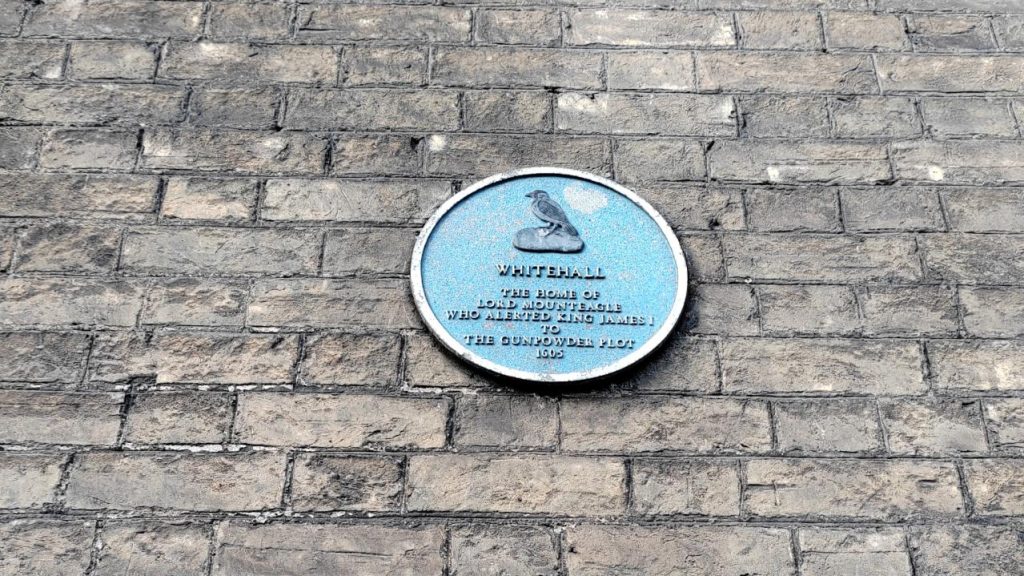 WHITEHALL
THE HOME OF
LORD MOUNTEAGLE
WHO ALERTED KING JAMES I
TO
THE GUNPOWDER PLOT
1605